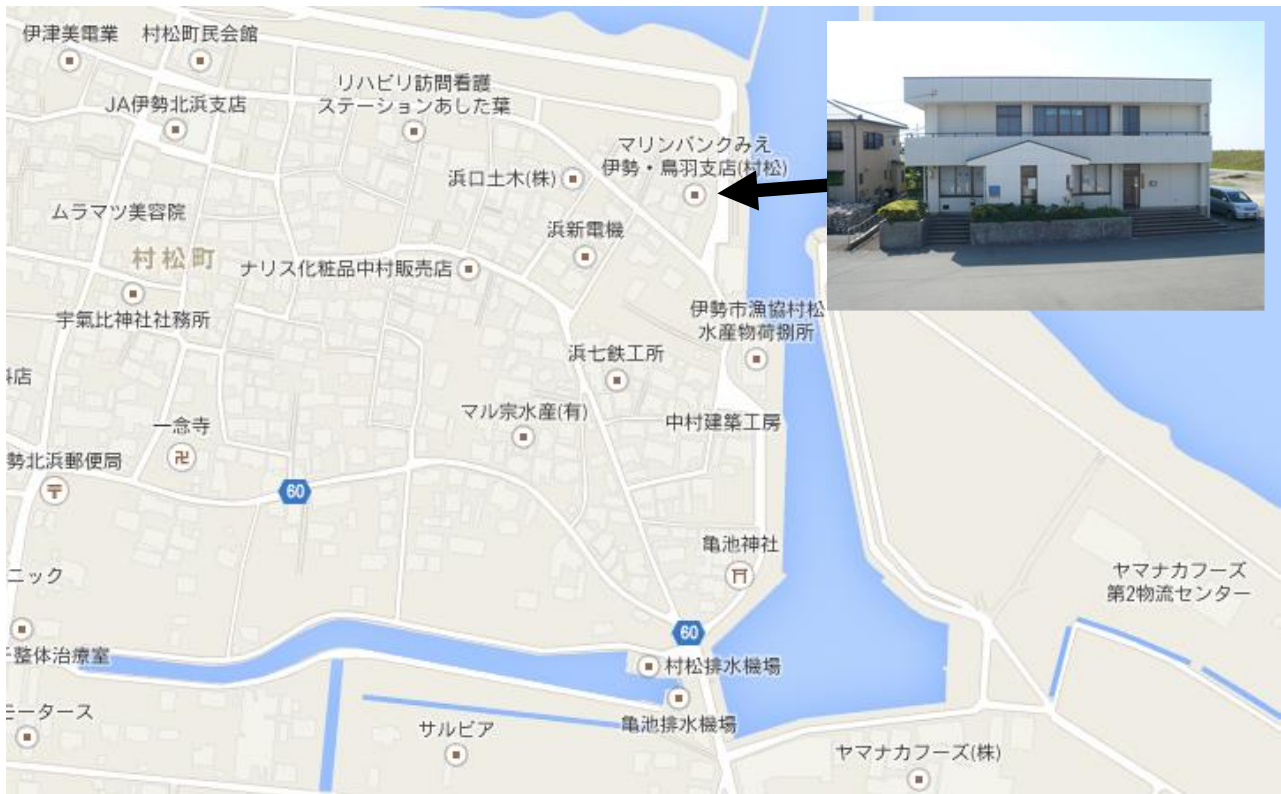 伊津美電業
村松町民会館
JA伊勢北浜支店
リハビリ訪問看護
ステーションあした葉
マリンバンクみえ
伊勢・鳥羽支店(村松)
浜口土木(株)
ムラマツ美容院
浜新電機
村松町
ナリス化粧品中村販売店
宇氣比神社社務所
伊勢市漁協村松
水産物荷捌所
浜七鉄工所
科店
マル宗水産(有)
中村建築工房
一念寺
勢北浜郵便局
60
亀池神社
ニック
ヤマナカフーズ
第2物流センター
60
整体治療室
村松排水機場
モータース
サルビア
亀池排水機場
ヤマナカフーズ(株)